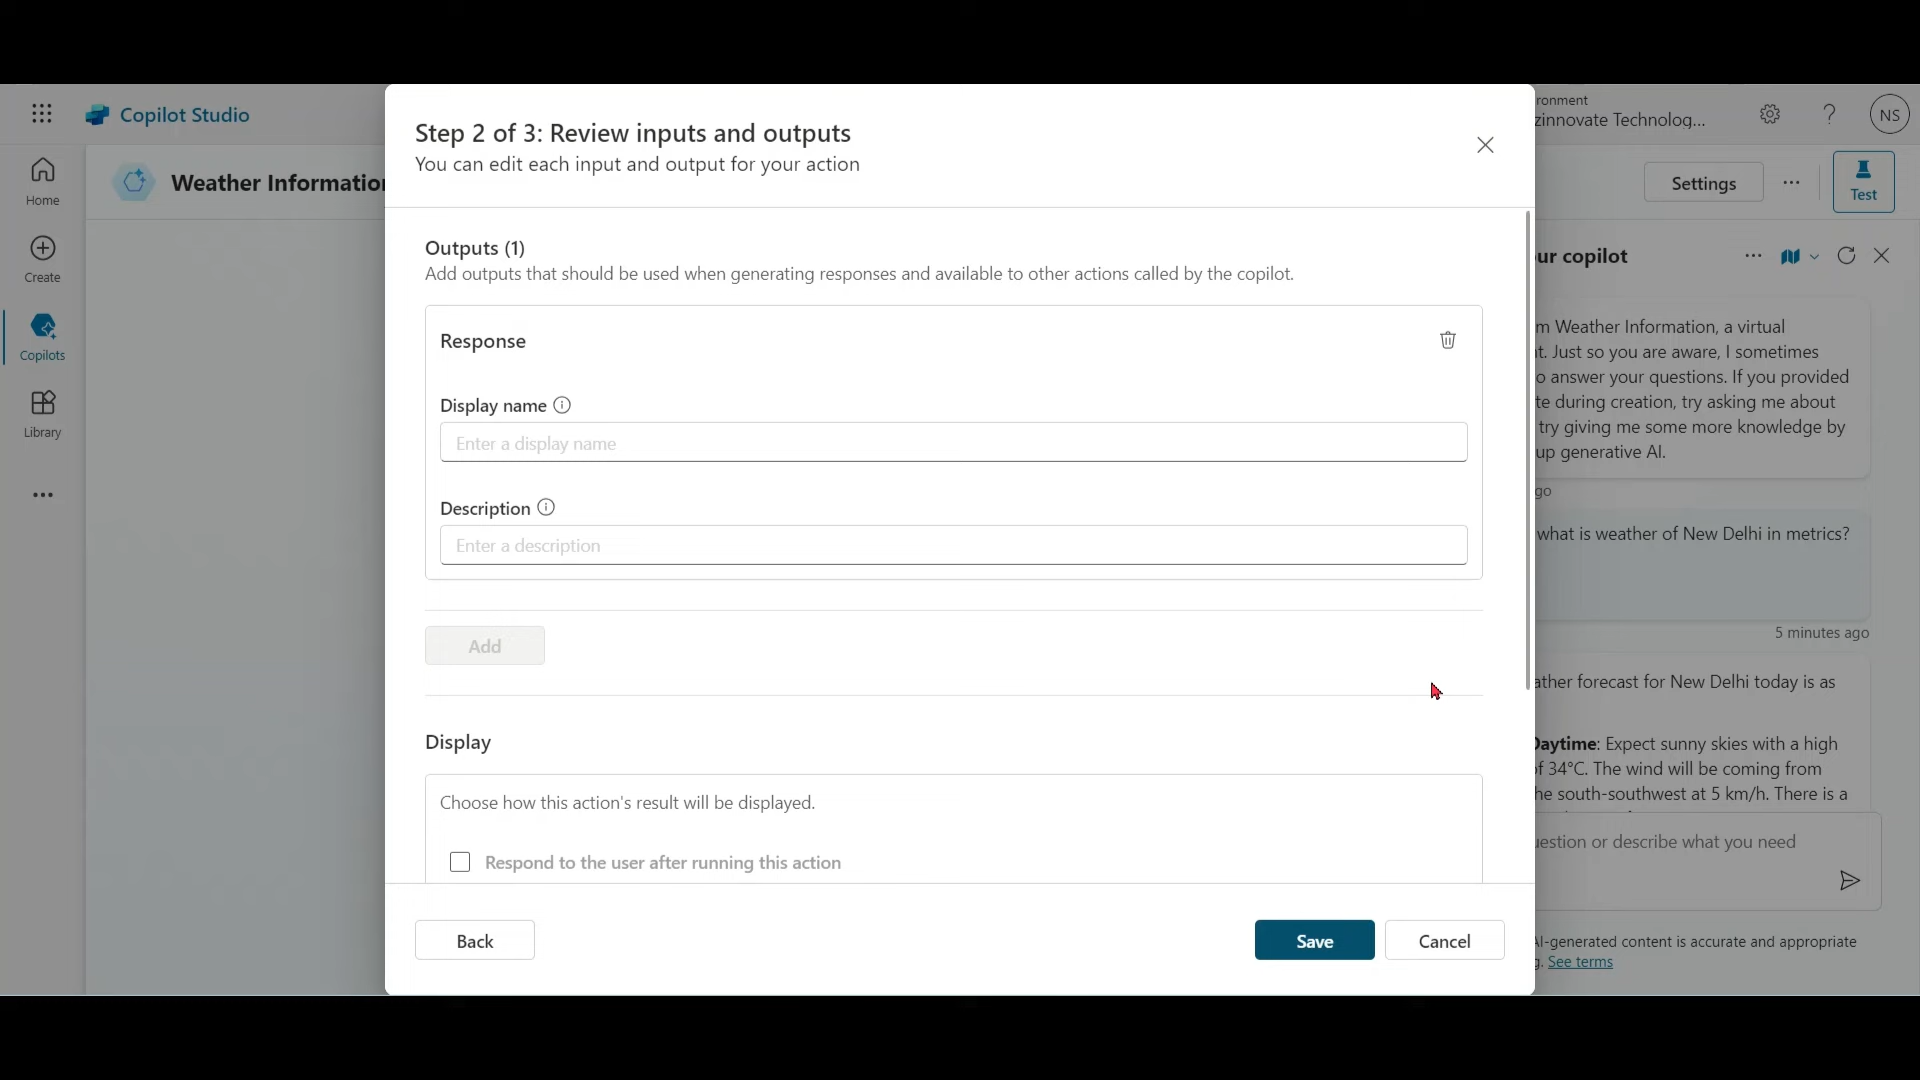 Copilot Studio
Home
Create
Copilots
Library
Weather Information
Step 2 of 3: Review inputs and outputs
You can edit each input and output for your action
Outputs (1)
Add outputs that should be used when generating responses and available to other actions called by the copilot.
Response
Display name
Enter a display name
Description
Enter a description
Add
Display
Choose how this action's result will be displayed.
Respond to the user after running this action
Back
Save
Cancel
ronment
zinnovate Technolog...
?
NS
Settings
Test
ur copilot
m Weather Information, a virtual
t. Just so you are aware, I sometimes
o answer your questions. If you provided
te during creation, try asking me about
try giving me some more knowledge by
up generative AI.
go
what is weather of New Delhi in metrics?
5 minutes ago
ather forecast for New Delhi today is as
Daytime: Expect sunny skies with a high
of 34°C. The wind will be coming from
he south-southwest at 5 km/h. There is a
uestion or describe what you need
AI-generated content is accurate and appropriate
g. See terms